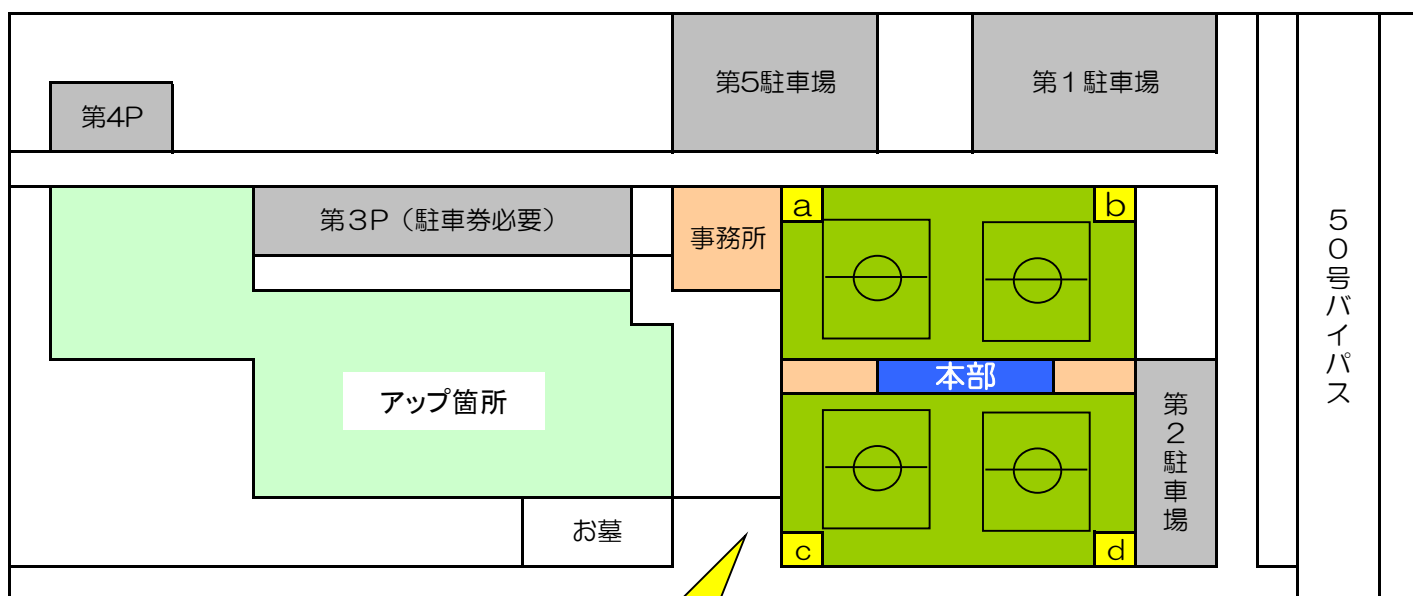 第5駐車場
第１駐車場
第4P
第３P（駐車券必要）
事務所
a
b
５０号バイパス
本部
アップ箇所
第２駐車場
お墓
c
d